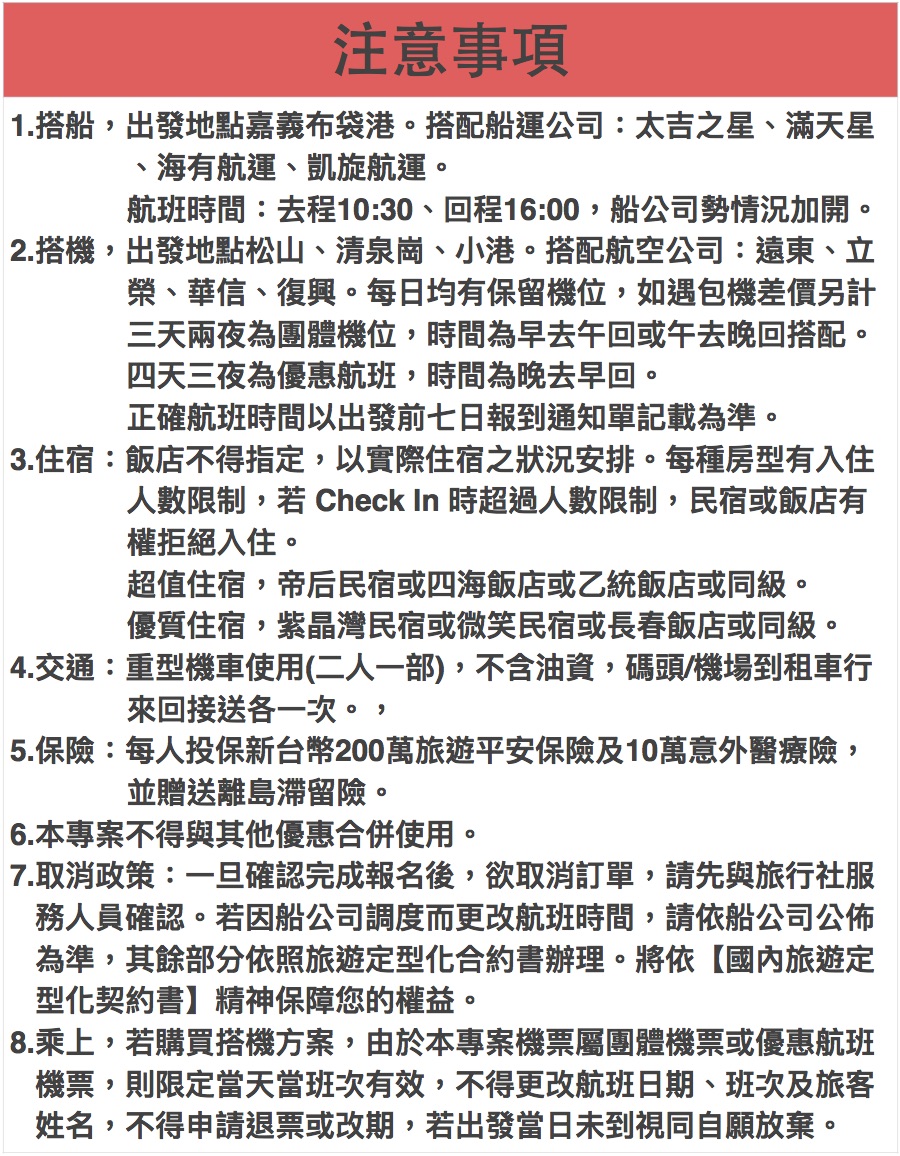 注意事項
1.搭船，出發地點嘉義布袋港。搭配船運公司：太吉之星、滿天星
、海有航運、凱旋航運。
航班時間：去程10:30、回程16:00，船公司勢情況加開。
2.搭機，出發地點松山、清泉崗、小港。搭配航空公司：遠東、立
榮、華信、復興。每日均有保留機位，如遇包機差價另計
三天兩夜為團體機位，時間為早去午回或午去晚回搭配。
四天三夜為優惠航班，時間為晚去早回。
正確航班時間以出發前七日報到通知單記載為準。
3.住宿：飯店不得指定，以實際住宿之狀況安排。每種房型有入住
人數限制，若 Check In 時超過人數限制，民宿或飯店有
權拒絕入住。
超值住宿，帝后民宿或四海飯店或乙統飯店或同級。
優質住宿，紫晶灣民宿或微笑民宿或長春飯店或同級。
4.交通：重型機車使用(二人一部)，不含油資，碼頭/機場到租車行
來回接送各一次。，
5.保險：每人投保新台幣200萬旅遊平安保險及10萬意外醫療險，
並贈送離島滯留險。
6.本專案不得與其他優惠合併使用。
7.取消政策：一旦確認完成報名後，欲取消訂單，請先與旅行社服
務人員確認。若因船公司調度而更改航班時間，請依船公司公佈
為準，其餘部分依照旅遊定型化合約書辦理。將依【國內旅遊定
型化契約書】精神保障您的權益。
8.乘上，若購買搭機方案，由於本專案機票屬團體機票或優惠航班
機票，則限定當天當班次有效，不得更改航班日期、班次及旅客
姓名，不得申請退票或改期，若出發當日未到視同自願放棄。